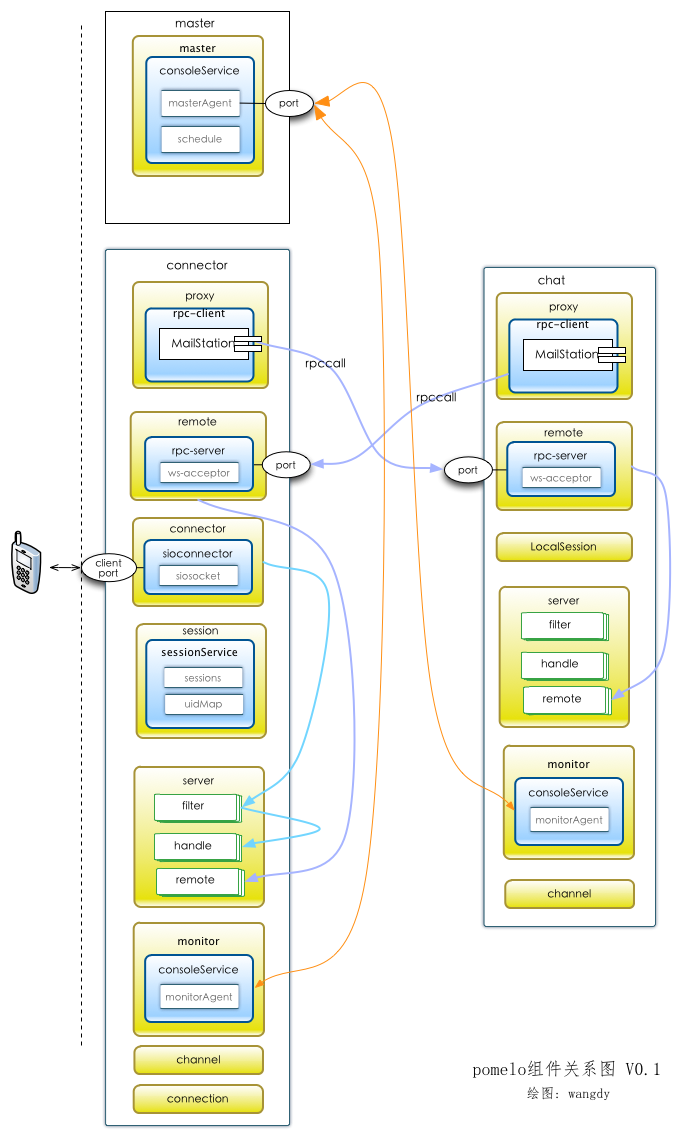 master
master
consoleService
masterAgent
port
schedule
connector
proxy
rpc-client
MailStation
rpccall
remote
rpc-server
ws-acceptor
port
connector
sioconnector
siosocket
client
port
session
sessionService
sessions
uidMap
server
filter
handle
remote
monitor
consoleService
monitorAgent
channel
connection
chat
proxy
rpc-client
MailStation
rpccall
remote
rpc-server
ws-acceptor
port
LocalSession
server
filter
handle
remote
monitor
consoleService
monitorAgent
channel
pomelo组件关系图 V0.1
绘图: wangdy